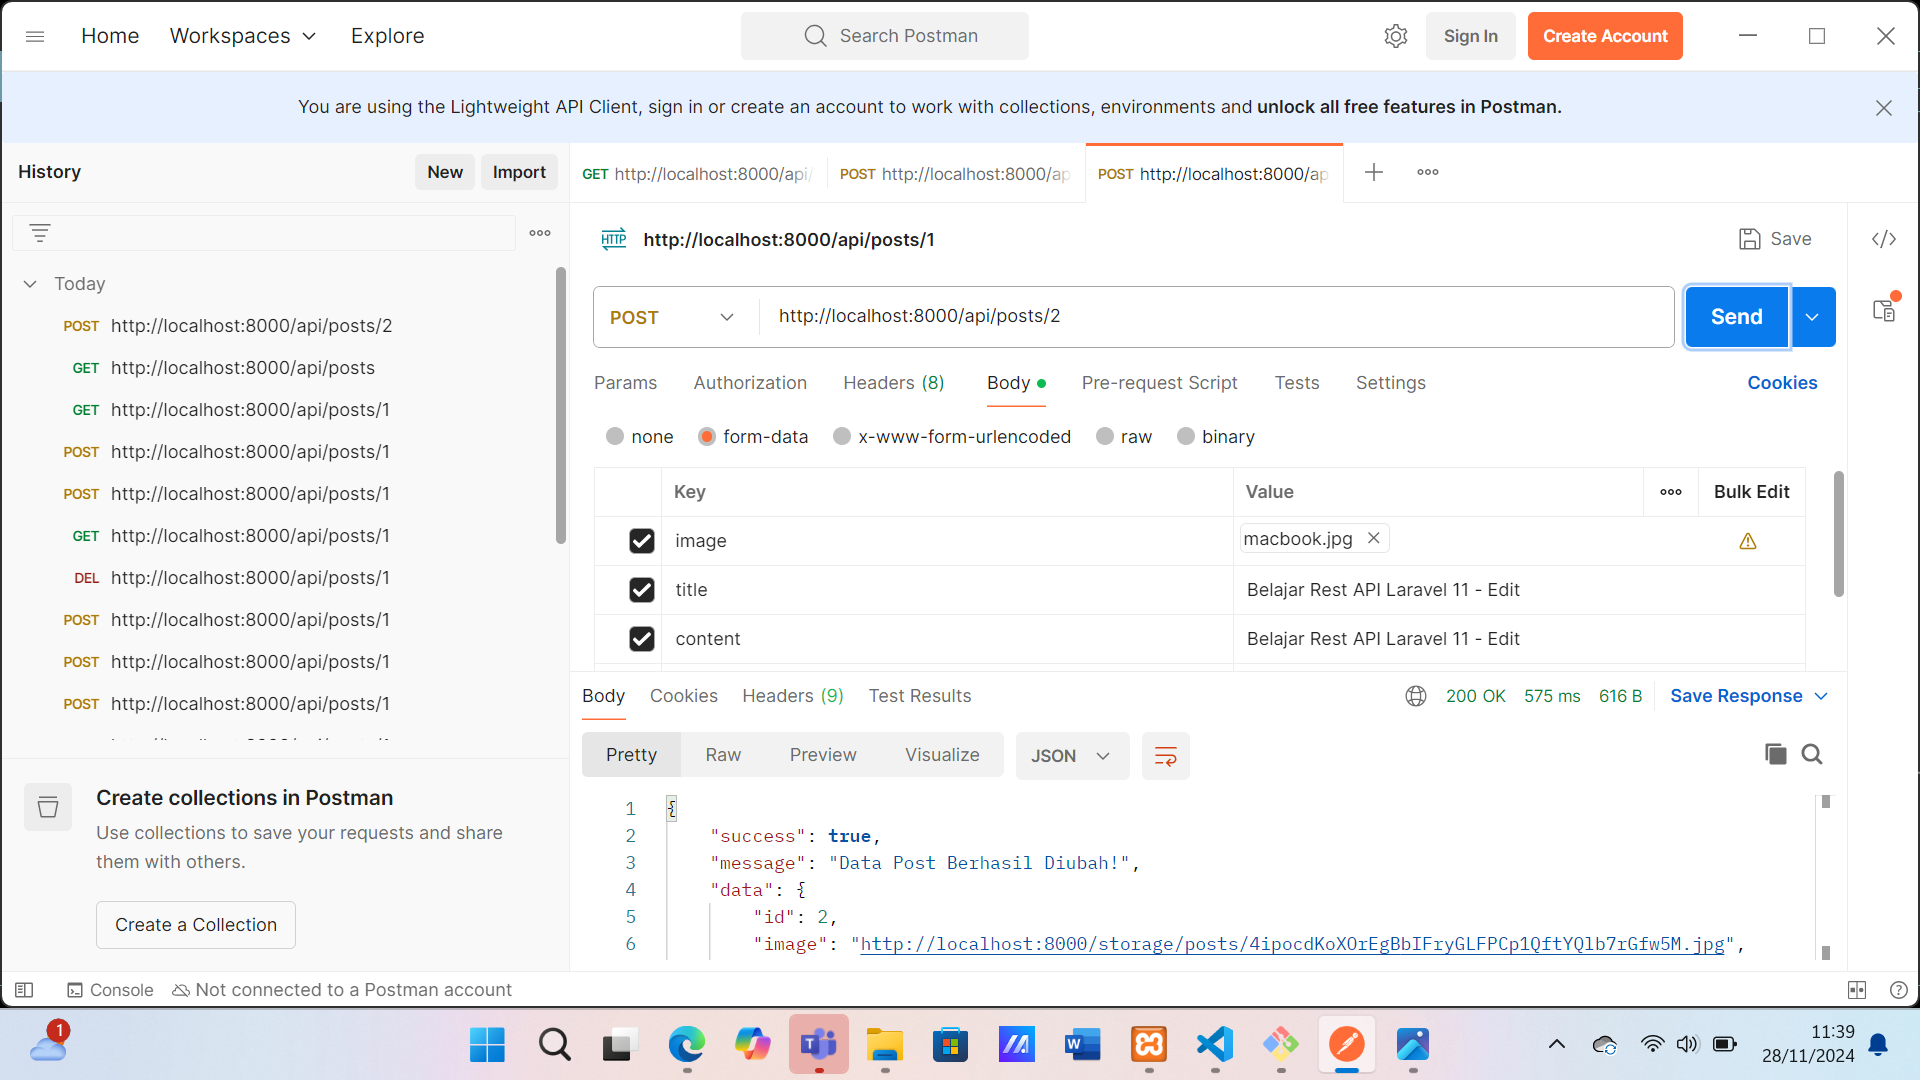 Home Workspaces Explore Search Postman Sign In Create Account
You are using the Lightweight API Client, sign in or create an account to work with collections, environments and unlock all free features in Postman.
History New Import
GET http://localhost:8000/api/ POST http://localhost:8000/ap POST http://localhost:8000/ap
HTTP http://localhost:8000/api/posts/1 Save
Today
POST http://localhost:8000/api/posts/2
GET http://localhost:8000/api/posts
GET http://localhost:8000/api/posts/1
POST http://localhost:8000/api/posts/1
POST http://localhost:8000/api/posts/1
GET http://localhost:8000/api/posts/1
DEL http://localhost:8000/api/posts/1
POST http://localhost:8000/api/posts/1
POST http://localhost:8000/api/posts/1
POST http://localhost:8000/api/posts/1
Create collections in Postman
Use collections to save your requests and share
them with others.
Create a Collection
POST http://localhost:8000/api/posts/2 Send
Params Authorization Headers (8) Body Pre-request Script Tests Settings Cookies
none form-data x-www-form-urlencoded raw binary
Key Value Bulk Edit
image macbook.jpg
title Belajar Rest API Laravel 11 - Edit
content Belajar Rest API Laravel 11 - Edit
Body Cookies Headers (9) Test Results 200 OK 575 ms 616 B Save Response
Pretty Raw Preview Visualize JSON
1 {
2 "success": true,
3 "message": "Data Post Berhasil Diubah!",
4 "data": {
5 "id": 2,
6 "image": "http://localhost:8000/storage/posts/4ipocdKoXOrEgBbIFryGLFPCp1QftYQlb7rGfw5M.jpg",
Console Not connected to a Postman account
1
11:39
28/11/2024